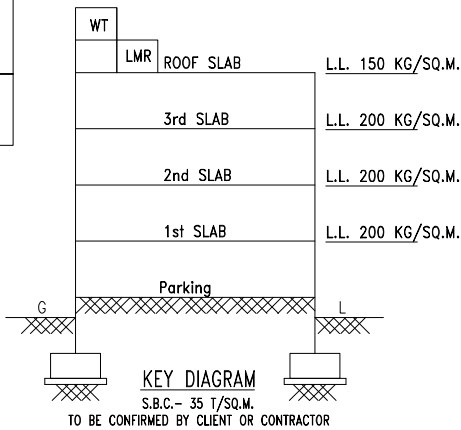 WT
LMR
ROOF SLAB L.L. 150 KG/SQ.M.
3rd SLAB L.L. 200 KG/SQ.M.
2nd SLAB L.L. 200 KG/SQ.M.
1st SLAB L.L. 200 KG/SQ.M.
Parking
G L
KEY DIAGRAM
S.B.C.- 35 T/SQ.M.
TO BE CONFIRMED BY CLIENT OR CONTRACTOR